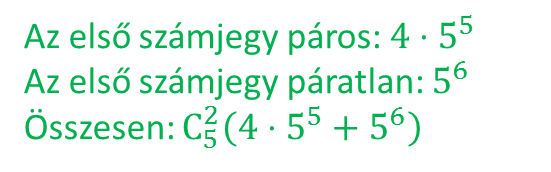 Az első számjegy páros: 4 · 5⁵
Az első számjegy páratlan: 5⁶
Összesen: C₅²(4 · 5⁵ + 5⁶)